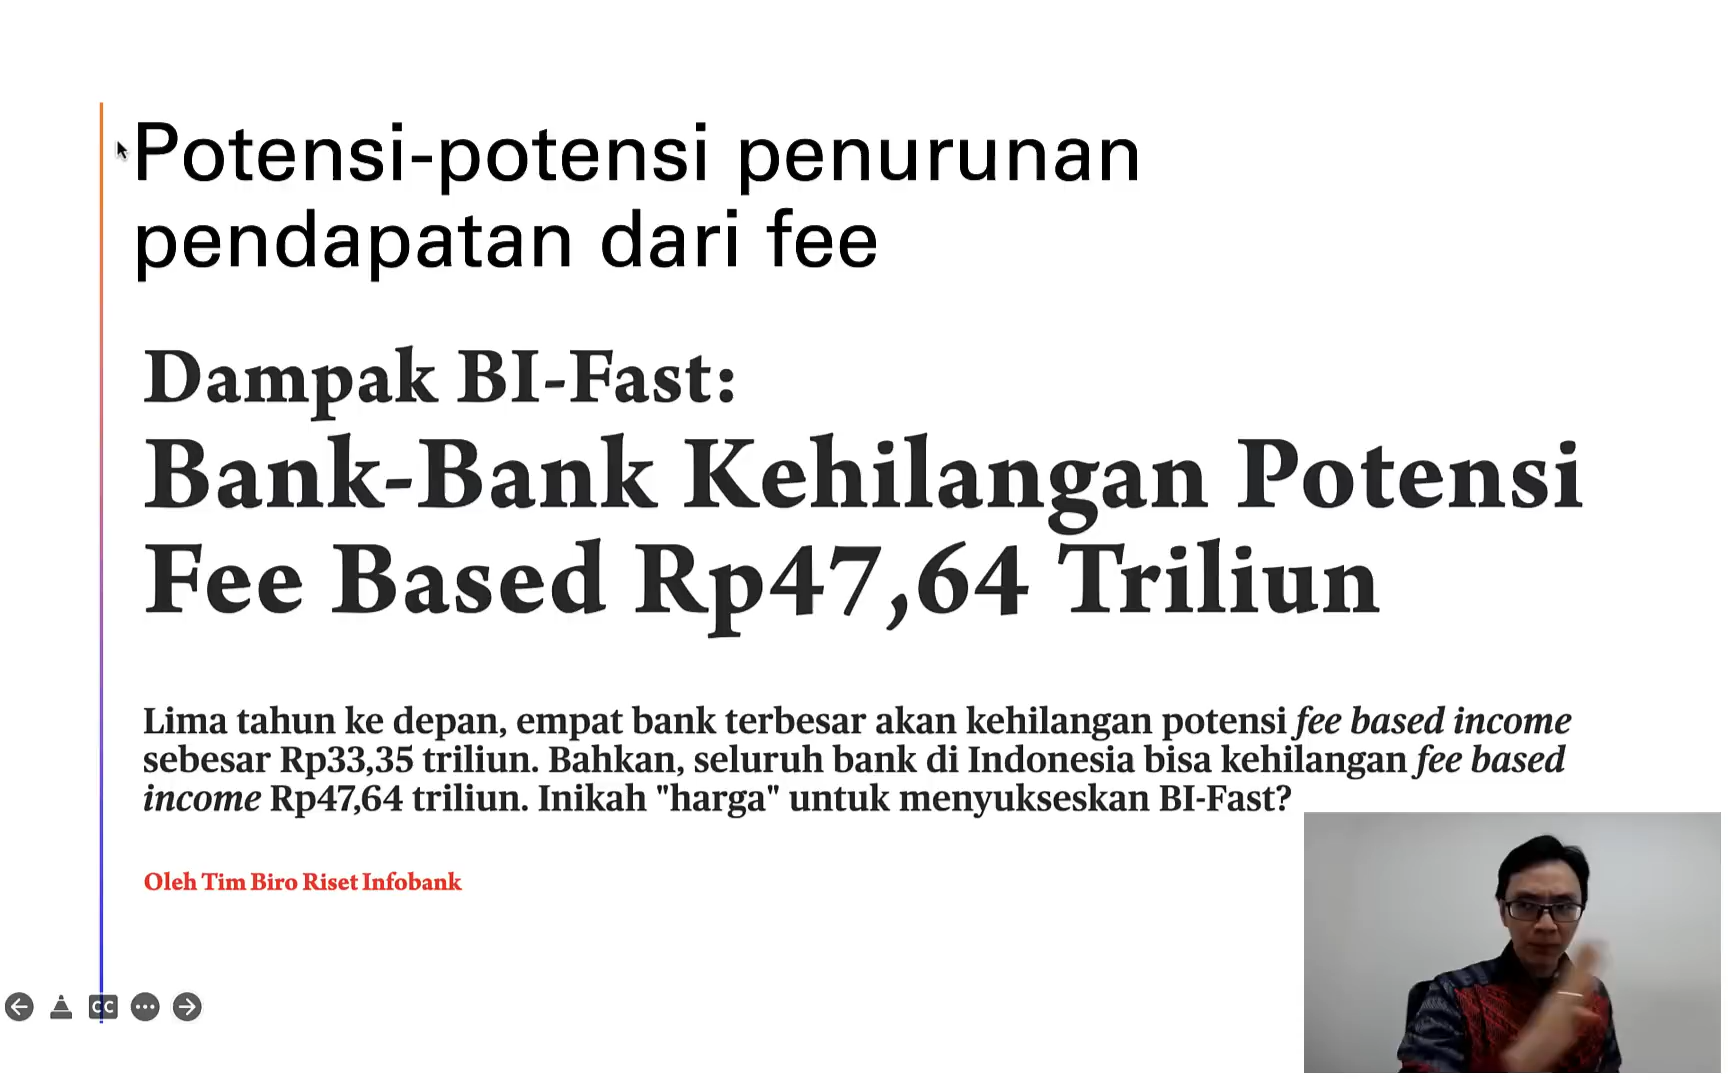 Potensi-potensi penurunan
pendapatan dari fee
Dampak BI-Fast:
Bank-Bank Kehilangan Potensi
Fee Based Rp47,64 Triliun
Lima tahun ke depan, empat bank terbesar akan kehilangan potensi fee based income
sebesar Rp33,35 triliun. Bahkan, seluruh bank di Indonesia bisa kehilangan fee based
income Rp47,64 triliun. Inikah "harga" untuk menyukseskan BI-Fast?
Oleh Tim Biro Riset Infobank
CC